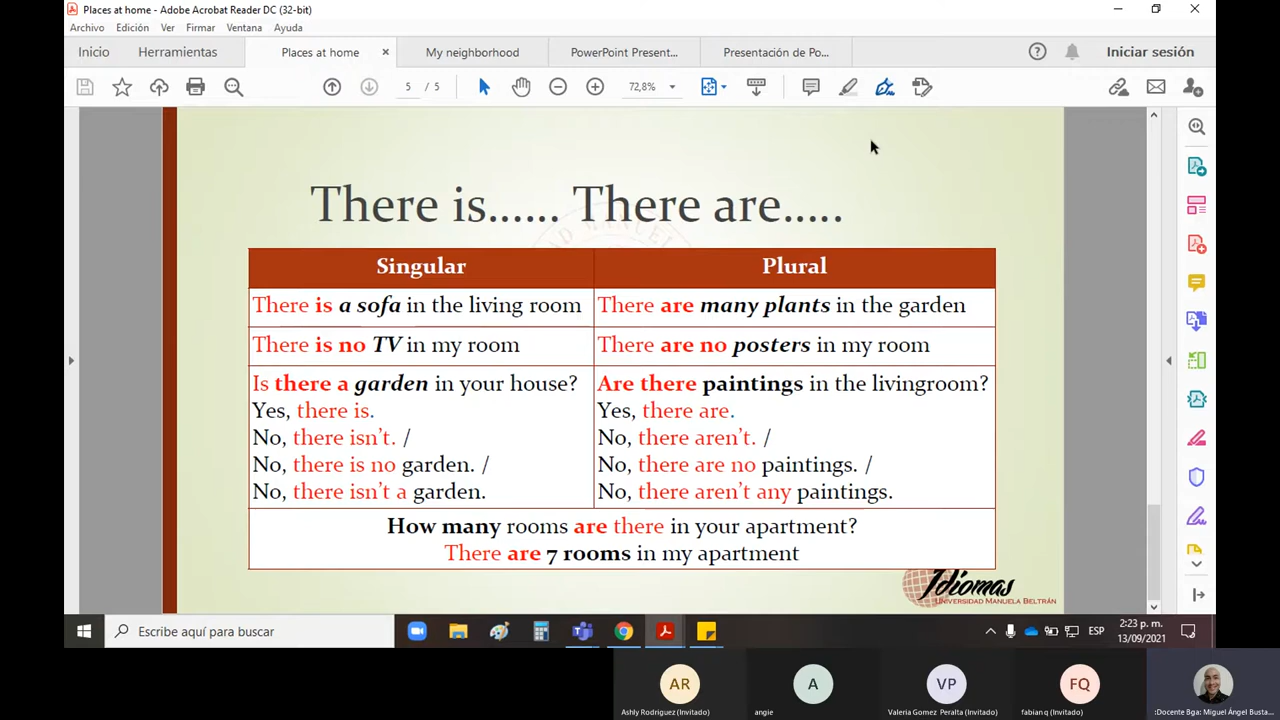 Places at home - Adobe Acrobat Reader DC (32-bit)
Archivo Edición Ver Firmar Ventana Ayuda
Inicio Herramientas Places at home × My neighborhood PowerPoint Present... Presentación de Po... Iniciar sesión
5 / 5 72,8%
There is...... There are.....
Singular Plural
There is a sofa in the living room There are many plants in the garden
There is no TV in my room There are no posters in my room
Is there a garden in your house? Are there paintings in the livingroom?
Yes, there is. Yes, there are.
No, there isn't. / No, there aren't. /
No, there is no garden. / No, there are no paintings. /
No, there isn't a garden. No, there aren't any paintings.
How many rooms are there in your apartment?
There are 7 rooms in my apartment
Idiomas
UNIVERSIDAD MANUELA BELTRÁN
Escribe aquí para buscar ESP 2:23 p. m.
13/09/2021
AR A VP FQ
Ashly Rodriguez (Invitado) angie Valeria Gomez Peralta (Invitado) fabian q (Invitado) :Docente Bga: Miguel Ángel Busta...